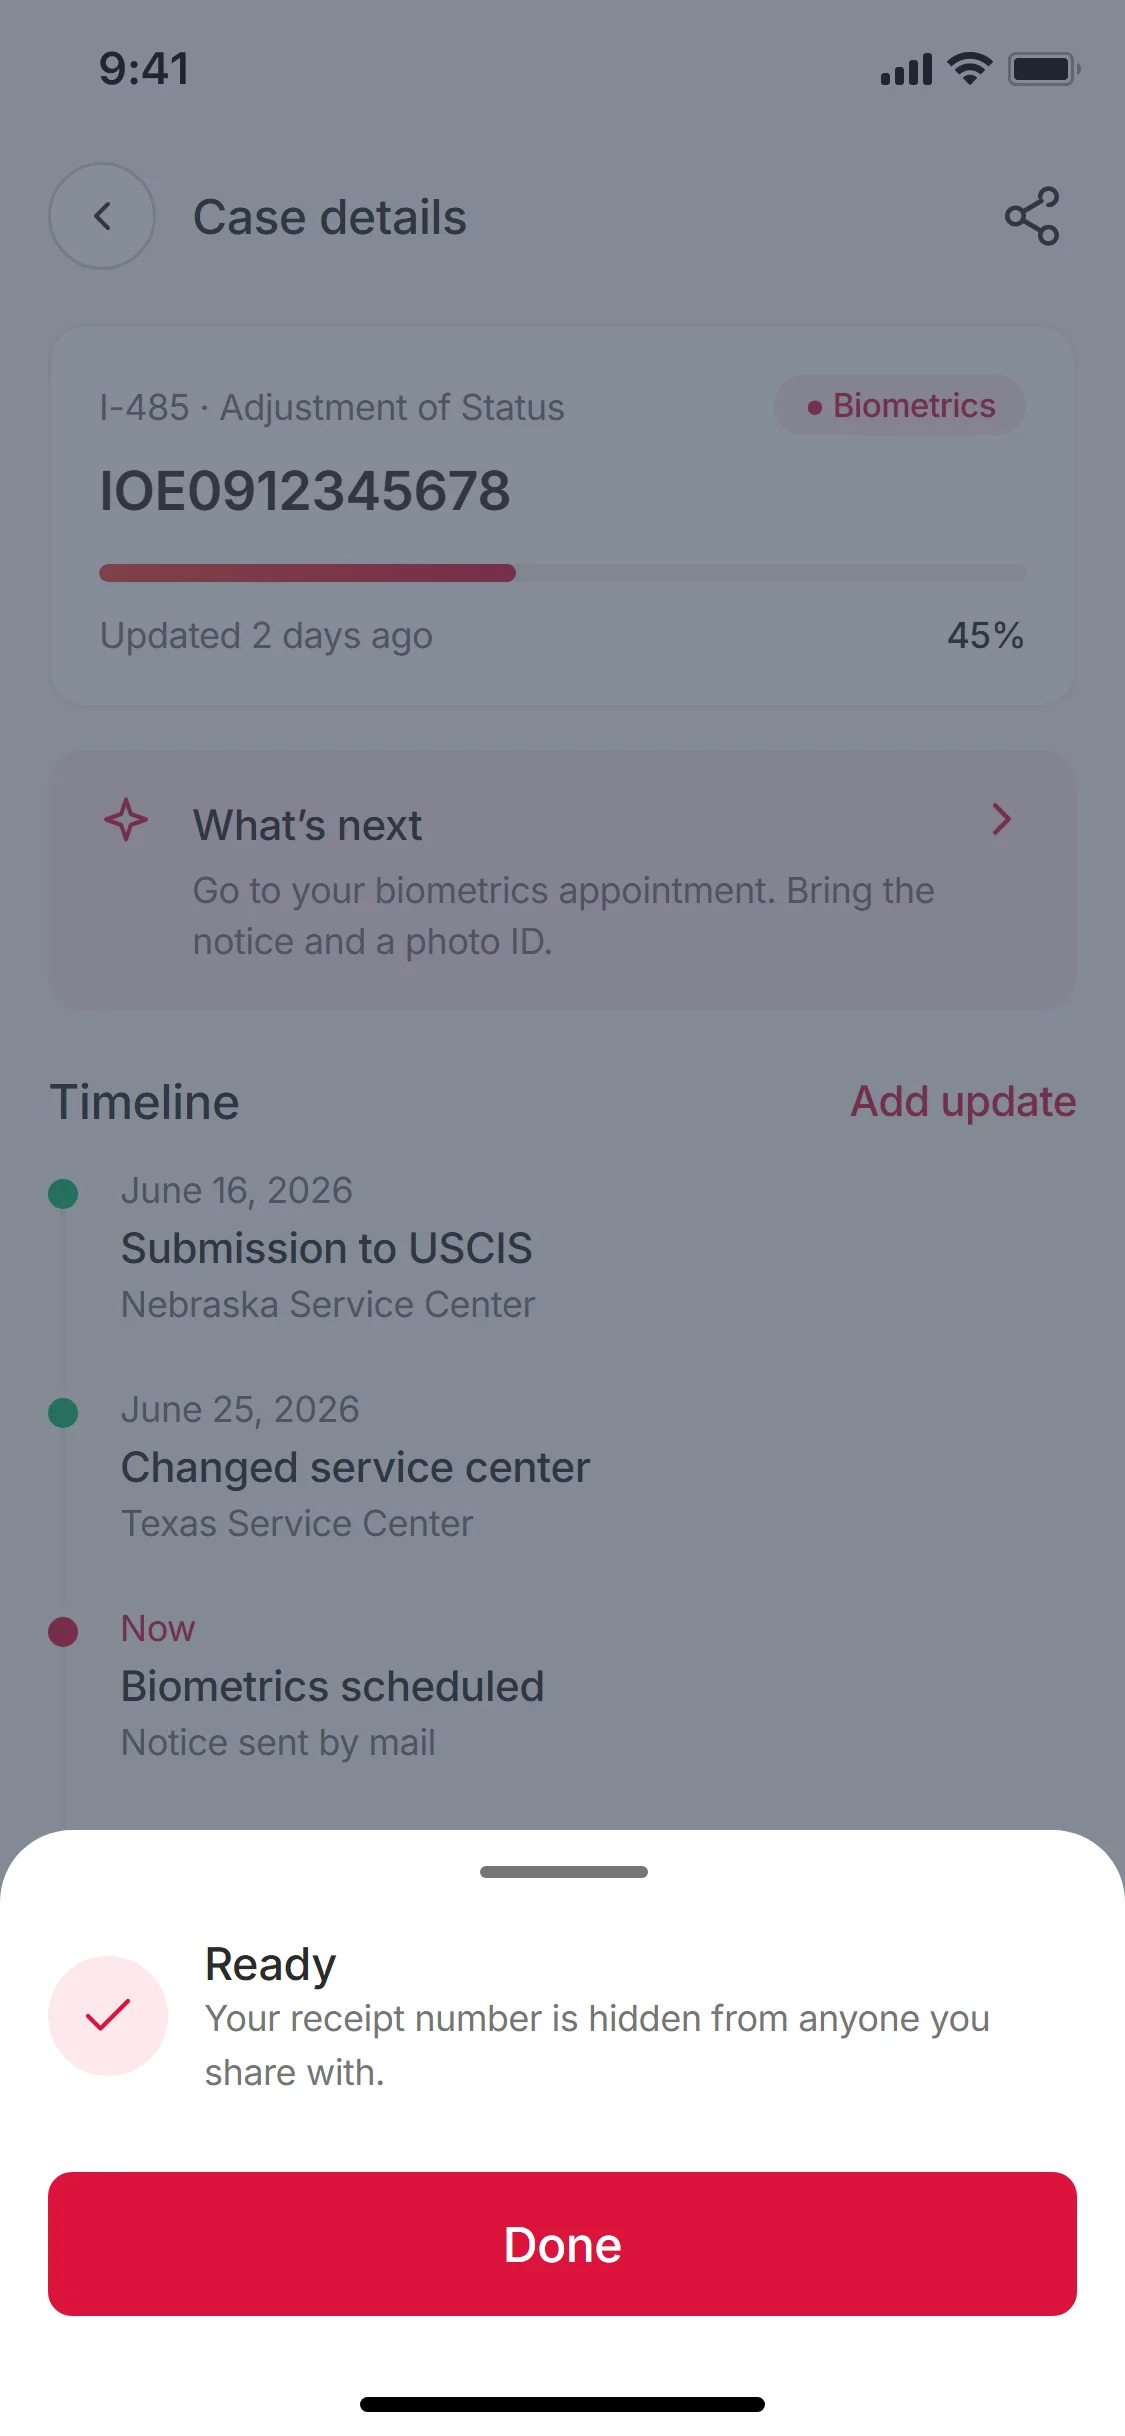 9:41
Case details
I-485 · Adjustment of Status
Biometrics
IOE0912345678
Updated 2 days ago
45%
What’s next
Go to your biometrics appointment. Bring the
notice and a photo ID.
Timeline
Add update
June 16, 2026
Submission to USCIS
Nebraska Service Center
June 25, 2026
Changed service center
Texas Service Center
Now
Biometrics scheduled
Notice sent by mail
Ready
Your receipt number is hidden from anyone you
share with.
Done